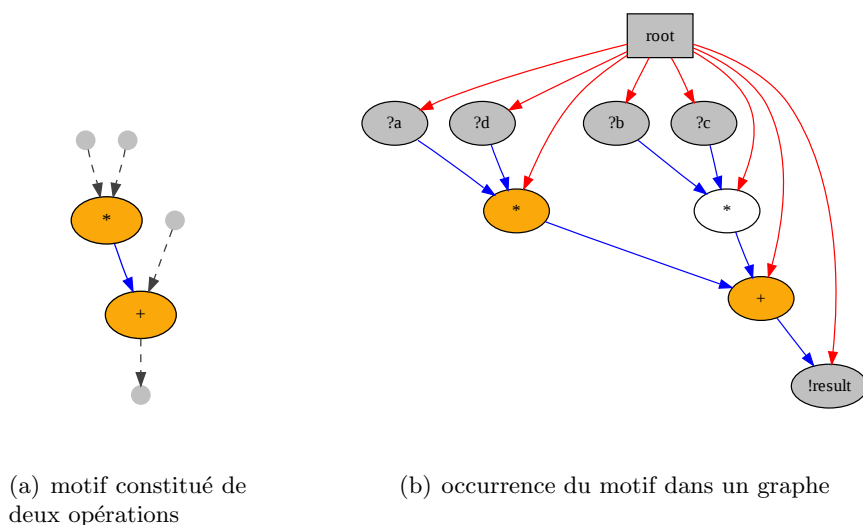 root
?a
?d
?b
?c
*
*
*
+
+
!result
(a) motif constitué de
deux opérations
(b) occurrence du motif dans un graphe